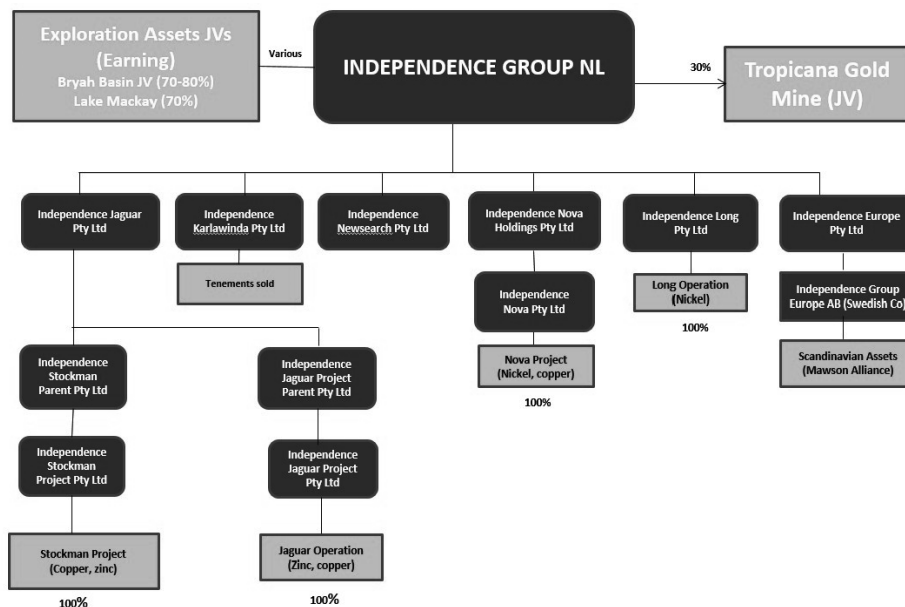 Exploration Assets JVs
(Earning)
Bryah Basin JV (70-80%)
Lake Mackay (70%)
Various
INDEPENDENCE GROUP NL
30%
Tropicana Gold
Mine (JV)
Independence Jaguar
Pty Ltd
Independence
Karlawinda Pty Ltd
Independence
Newsearch Pty Ltd
Independence Nova
Holdings Pty Ltd
Independence Long
Pty Ltd
Independence Europe
Pty Ltd
Tenements sold
Independence
Nova Pty Ltd
Long Operation
(Nickel)
100%
Independence Group
Europe AB (Swedish Co)
Independence
Stockman
Parent Pty Ltd
Independence
Jaguar Project
Parent Pty Ltd
Nova Project
(Nickel, copper)
100%
Scandinavian Assets
(Mawson Alliance)
Independence
Stockman
Project Pty Ltd
Independence
Jaguar Project
Pty Ltd
Stockman Project
(Copper, zinc)
100%
Jaguar Operation
(Zinc, copper)
100%